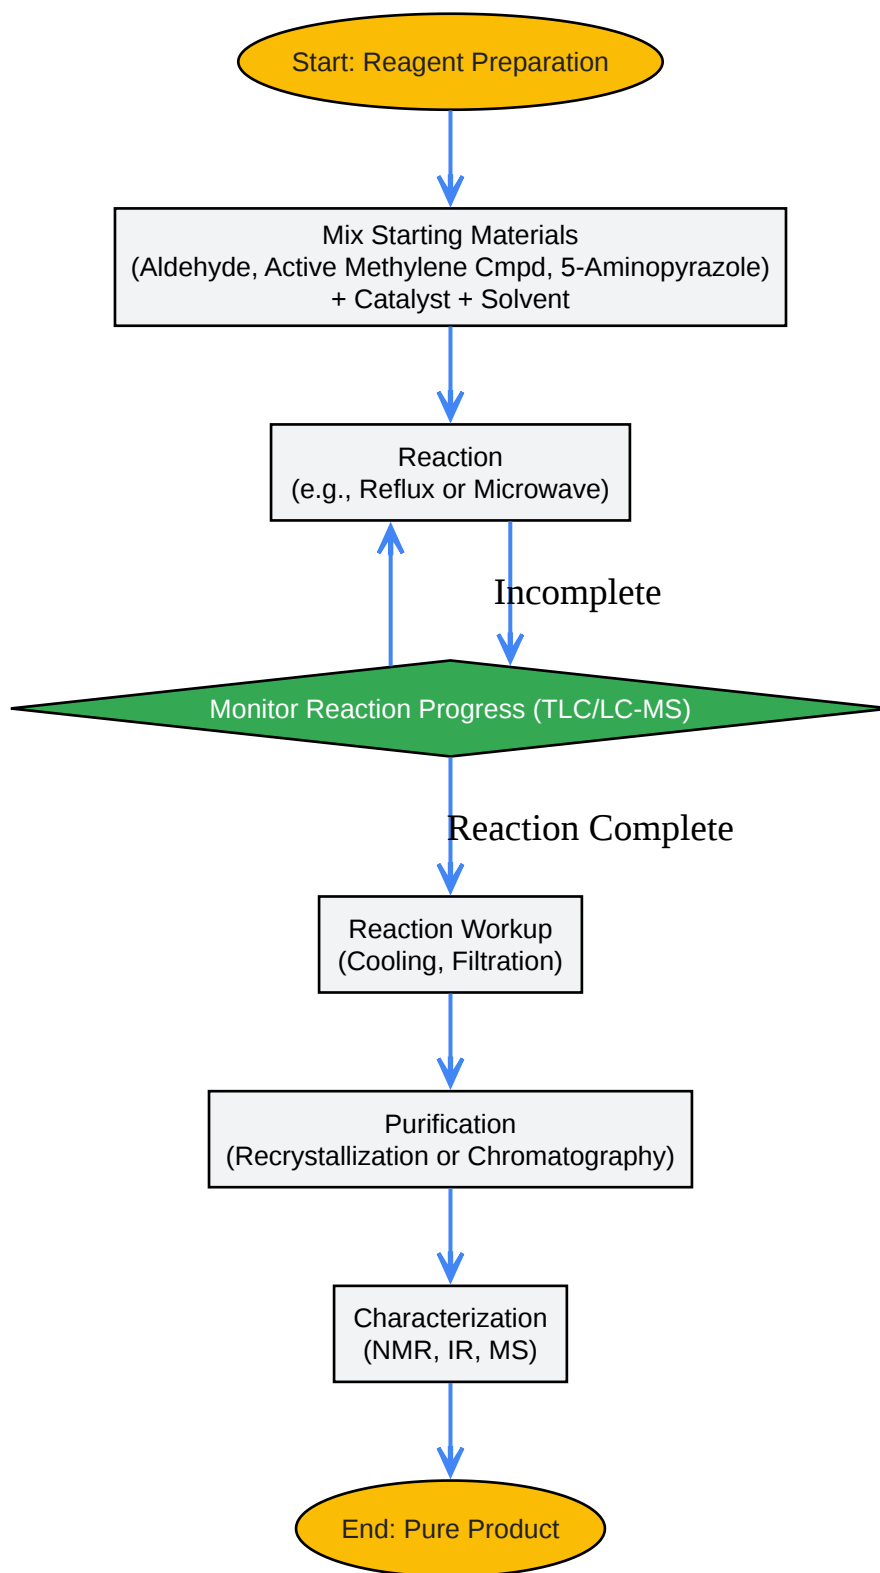 Start: Reagent Preparation
Mix Starting Materials
(Aldehyde, Active Methylene Cmpd, 5-Aminopyrazole)
+ Catalyst + Solvent
Reaction
(e.g., Reflux or Microwave)
Incomplete
Monitor Reaction Progress (TLC/LC-MS)
Reaction Complete
Reaction Workup
(Cooling, Filtration)
Purification
(Recrystallization or Chromatography)
Characterization
(NMR, IR, MS)
End: Pure Product